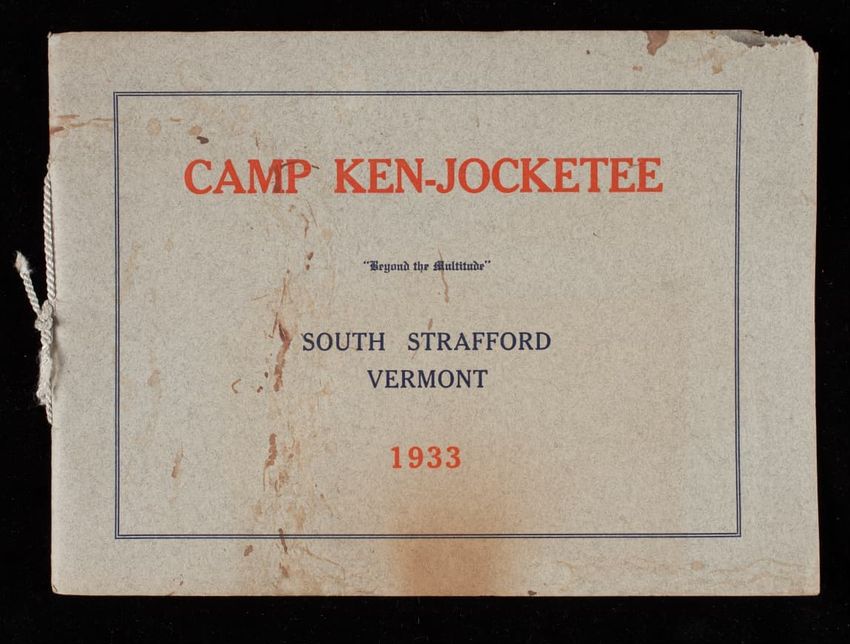 CAMP KEN-JOCKETEE
"Beyond the Multitude"
SOUTH STRAFFORD
VERMONT
1933